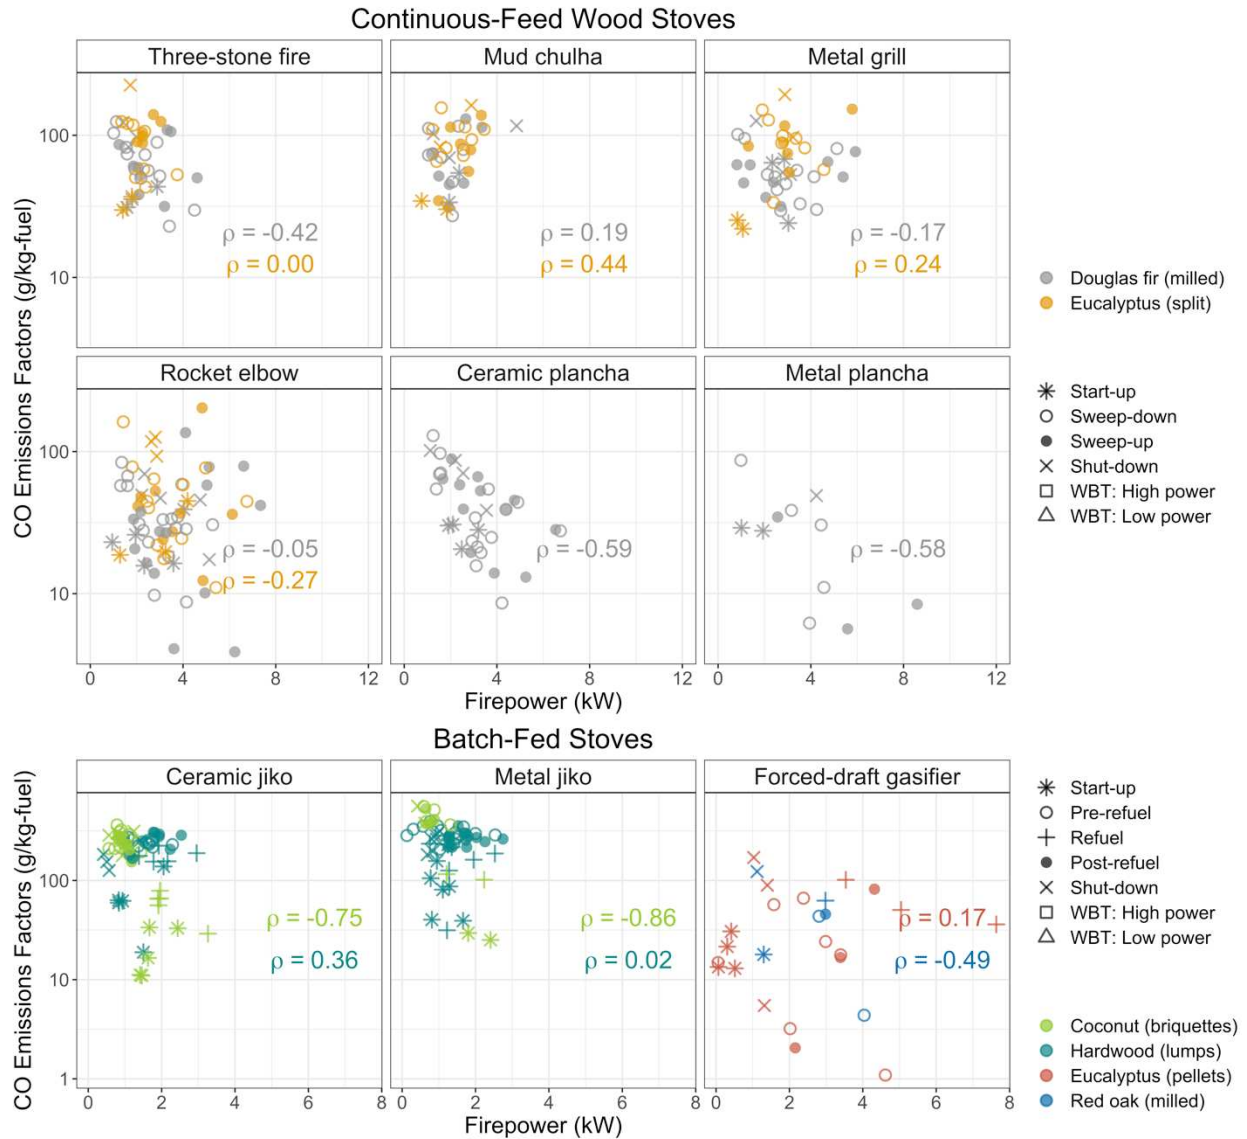 Continuous-Feed Wood Stoves
Three-stone fire
Mud chulha
Metal grill
CO Emissions Factors (g/kg-fuel)
100
10
ρ = -0.42
ρ = 0.00
ρ = 0.19
ρ = 0.44
ρ = -0.17
ρ = 0.24
Douglas fir (milled)
Eucalyptus (split)
Rocket elbow
Ceramic plancha
Metal plancha
100
10
ρ = -0.05
ρ = -0.27
ρ = -0.59
ρ = -0.58
Start-up
Sweep-down
Sweep-up
Shut-down
WBT: High power
WBT: Low power
0 4 8 12 0 4 8 12 0 4 8 12
Firepower (kW)
Batch-Fed Stoves
Ceramic jiko
Metal jiko
Forced-draft gasifier
CO Emissions Factors (g/kg-fuel)
100
10
1
ρ = -0.75
ρ = 0.36
ρ = -0.86
ρ = 0.02
ρ = 0.17
ρ = -0.49
Start-up
Pre-refuel
Refuel
Post-refuel
Shut-down
WBT: High power
WBT: Low power
Coconut (briquettes)
Hardwood (lumps)
Eucalyptus (pellets)
Red oak (milled)
0 2 4 6 8 0 2 4 6 8 0 2 4 6 8
Firepower (kW)